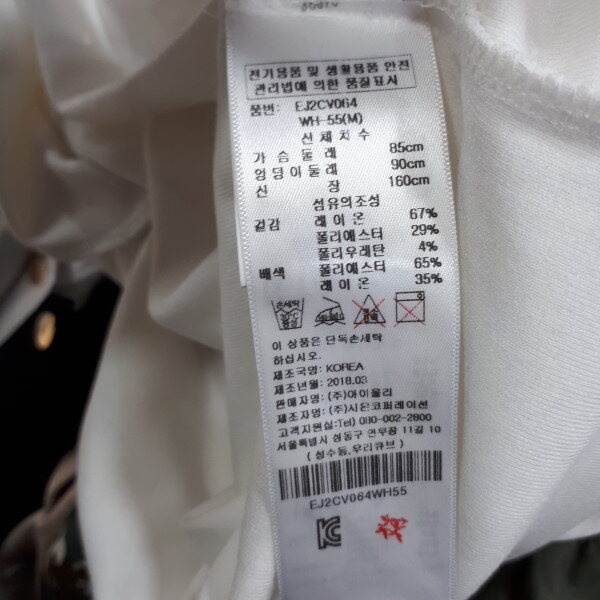 전기용품 및 생활용품 안전
관리법에 의한 품질표시
품번: EJ2CV064
WH-55(M)
신체치수
가슴둘레 85cm
엉덩이둘레 90cm
신장 160cm
섬유의조성
겉감 레이온 67%
폴리에스터 29%
폴리우레탄 4%
배색 폴리에스터 65%
레이온 35%
손세탁
30℃
중성
이 상품은 단독손세탁
하십시오.
제조국명: KOREA
제조년월: 2018.03
판매자명: (주)아이올리
제조자명: (주)시온코퍼레이션
고객지원실:Tel) 080-002-2800
서울특별시 성동구 연무장 11길 10
(성수동,우리큐브)
EJ2CV064WH55